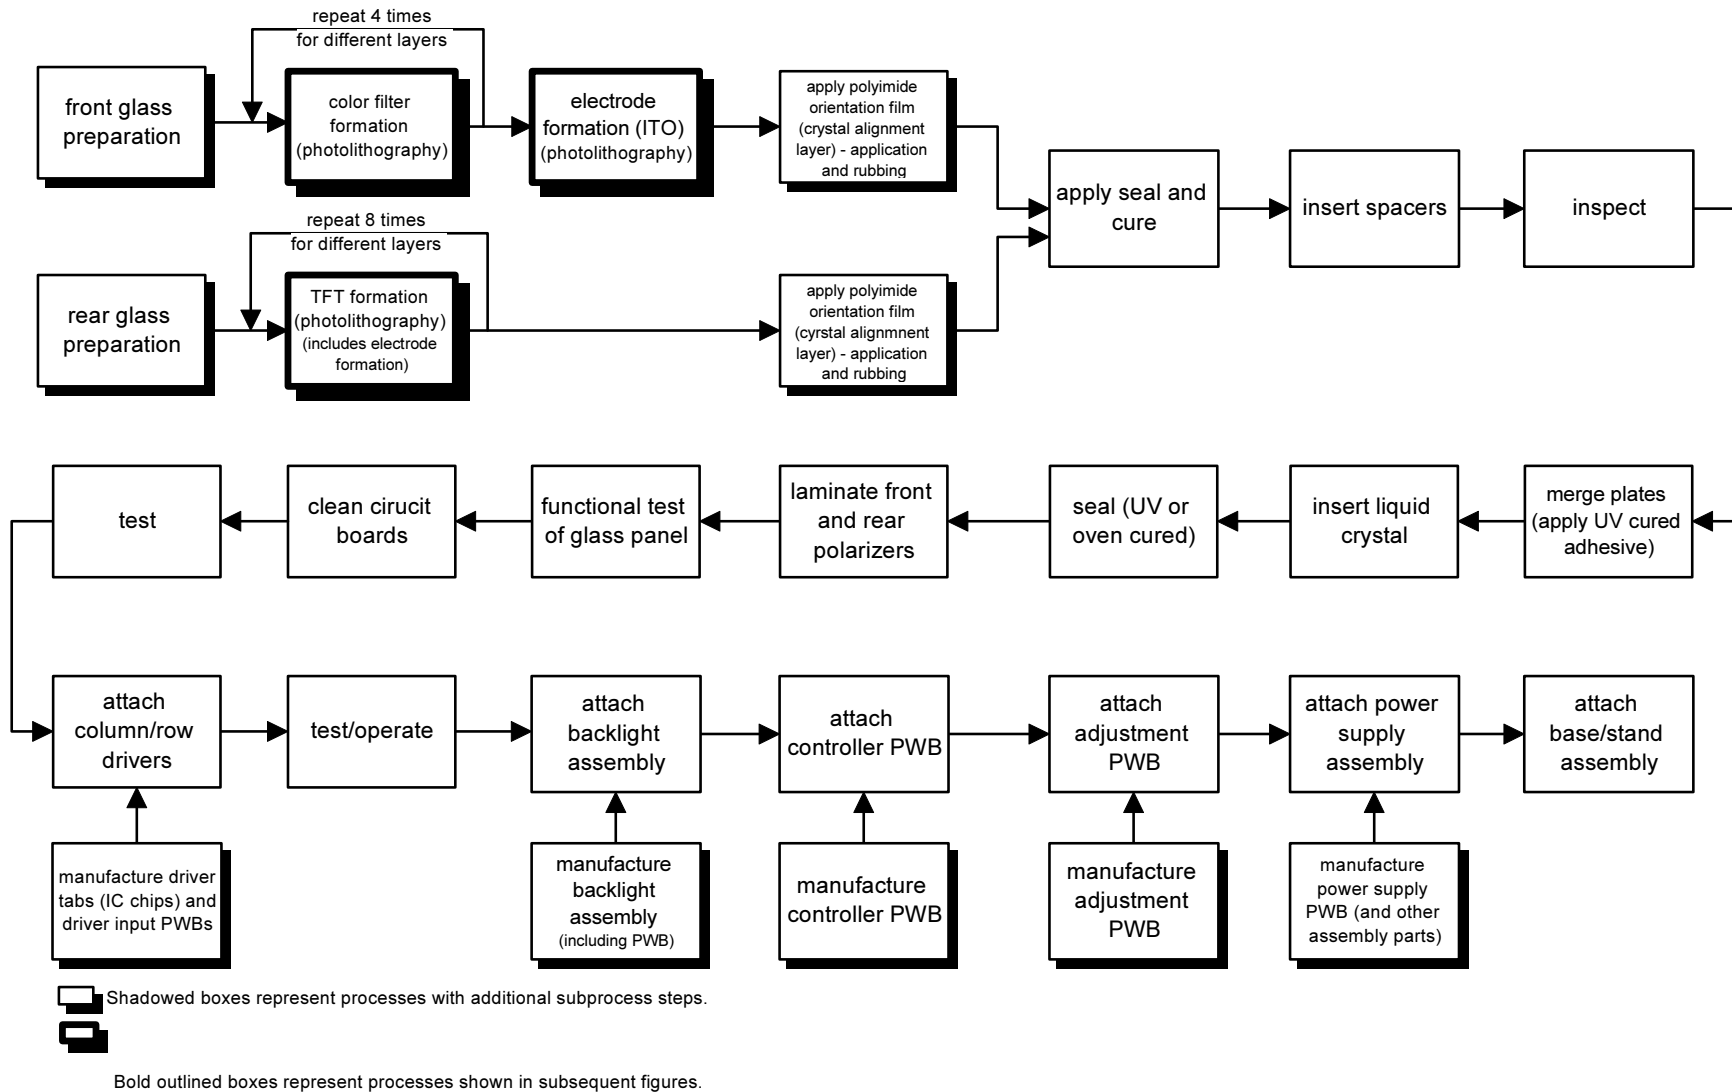 repeat 4 times
for different layers
front glass
preparation
color filter
formation
(photolithography)
electrode
formation (ITO)
(photolithography)
apply polyimide
orientation film
(crystal alignment
layer) - application
and rubbing
repeat 8 times
for different layers
rear glass
preparation
TFT formation
(photolithography)
(includes electrode
formation)
apply polyimide
orientation film
(cyrstal alignmnent
layer) - application
and rubbing
apply seal and
cure
insert spacers
inspect
merge plates
(apply UV cured
adhesive)
insert liquid
crystal
seal (UV or
oven cured)
laminate front
and rear
polarizers
functional test
of glass panel
clean cirucit
boards
test
attach
column/row
drivers
test/operate
attach
backlight
assembly
attach
controller PWB
attach
adjustment
PWB
attach power
supply
assembly
attach
base/stand
assembly
manufacture driver
tabs (IC chips) and
driver input PWBs
manufacture
backlight
assembly
(including PWB)
manufacture
controller PWB
manufacture
adjustment
PWB
manufacture
power supply
PWB (and other
assembly parts)
Shadowed boxes represent processes with additional subprocess steps.
Bold outlined boxes represent processes shown in subsequent figures.